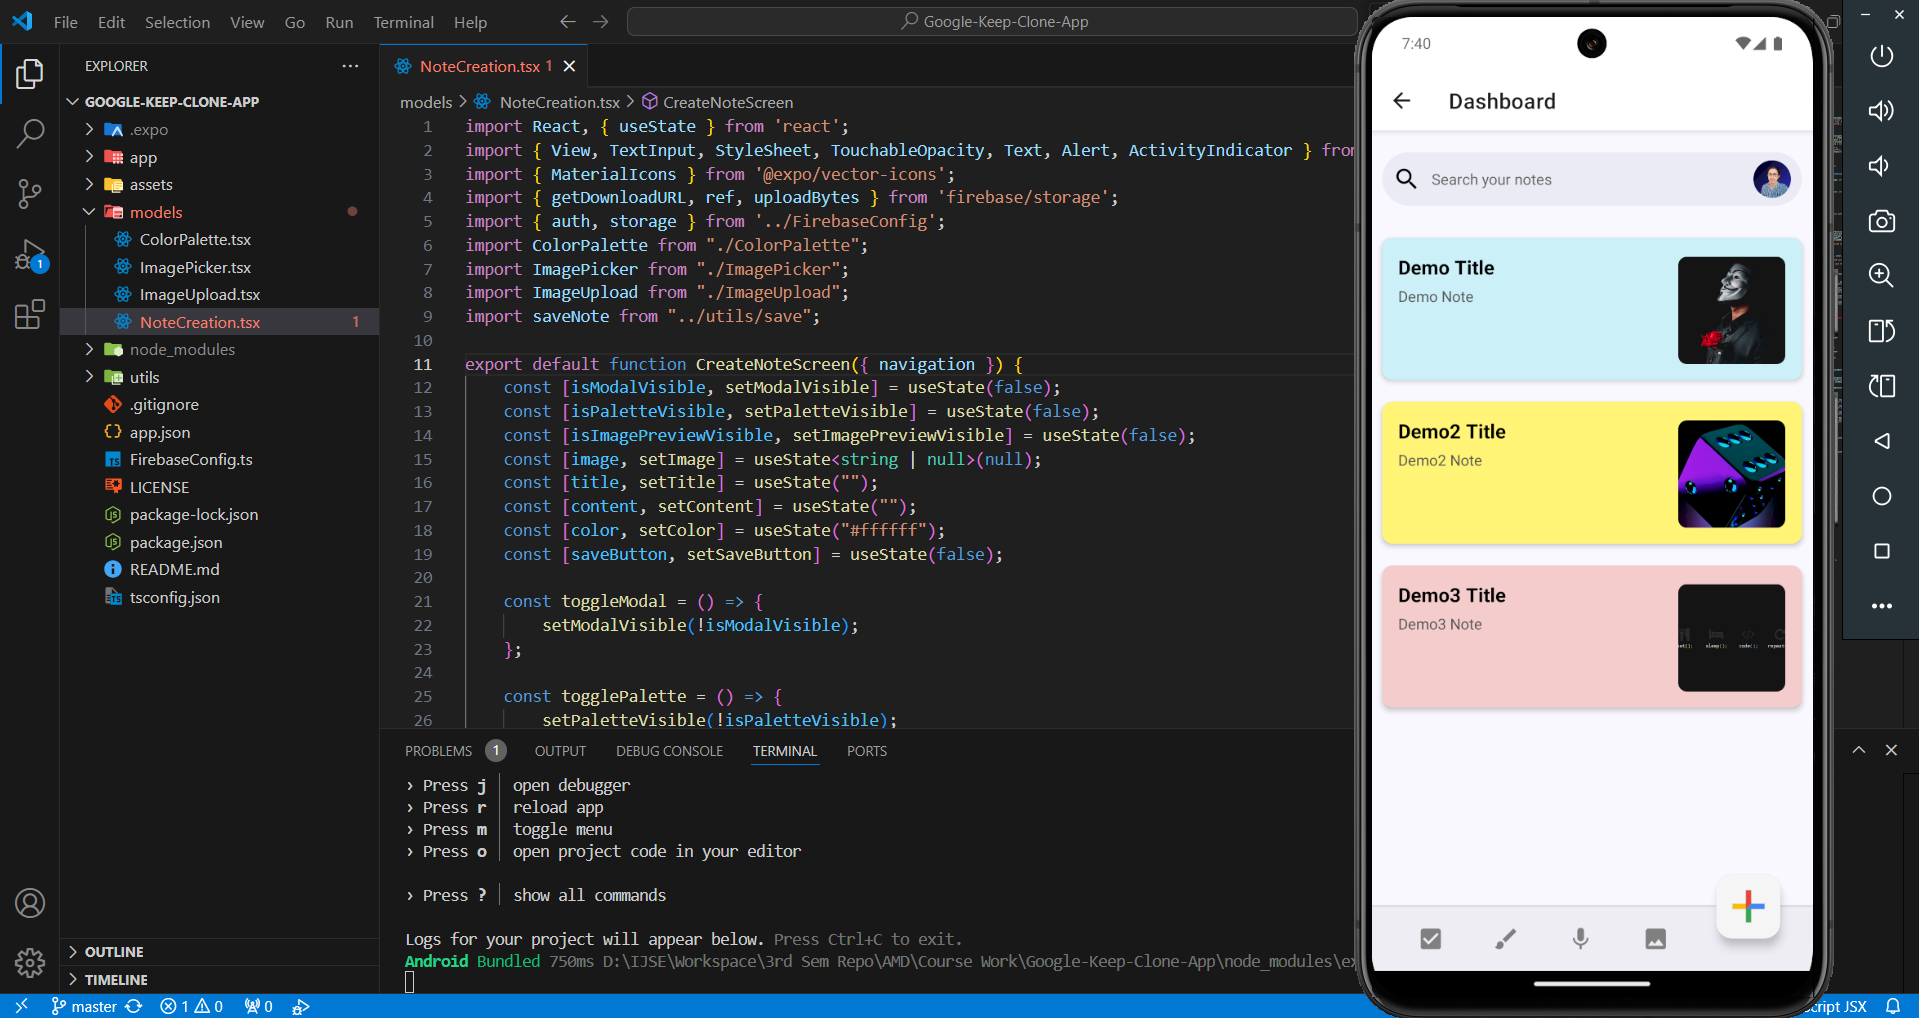 File Edit Selection View Go Run Terminal Help
Google-Keep-Clone-App
EXPLORER
GOOGLE-KEEP-CLONE-APP
.expo
app
assets
models
ColorPalette.tsx
ImagePicker.tsx
ImageUpload.tsx
NoteCreation.tsx 1
node_modules
utils
.gitignore
app.json
FirebaseConfig.ts
LICENSE
package-lock.json
package.json
README.md
tsconfig.json
OUTLINE
TIMELINE
1
NoteCreation.tsx 1
models > NoteCreation.tsx > CreateNoteScreen
1 import React, { useState } from 'react';
2 import { View, TextInput, StyleSheet, TouchableOpacity, Text, Alert, ActivityIndicator } from
3 import { MaterialIcons } from '@expo/vector-icons';
4 import { getDownloadURL, ref, uploadBytes } from 'firebase/storage';
5 import { auth, storage } from '../FirebaseConfig';
6 import ColorPalette from "./ColorPalette";
7 import ImagePicker from "./ImagePicker";
8 import ImageUpload from "./ImageUpload";
9 import saveNote from "../utils/save";
10
11 export default function CreateNoteScreen({ navigation }) {
12 const [isModalVisible, setModalVisible] = useState(false);
13 const [isPaletteVisible, setPaletteVisible] = useState(false);
14 const [isImagePreviewVisible, setImagePreviewVisible] = useState(false);
15 const [image, setImage] = useState<string | null>(null);
16 const [title, setTitle] = useState("");
17 const [content, setContent] = useState("");
18 const [color, setColor] = useState("#ffffff");
19 const [saveButton, setSaveButton] = useState(false);
20
21 const toggleModal = () => {
22 setModalVisible(!isModalVisible);
23 };
24
25 const togglePalette = () => {
26 setPaletteVisible(!isPaletteVisible);
PROBLEMS 1 OUTPUT DEBUG CONSOLE TERMINAL PORTS
› Press j │ open debugger
› Press r │ reload app
› Press m │ toggle menu
› Press o │ open project code in your editor
› Press ? │ show all commands
Logs for your project will appear below. Press Ctrl+C to exit.
Android Bundled 750ms D:\IJSE\Workspace\3rd Sem Repo\AMD\Course Work\Google-Keep-Clone-App\node_modules\ex
master 1 0 0
cript JSX
7:40
Dashboard
Search your notes
Demo Title
Demo Note
Demo2 Title
Demo2 Note
Demo3 Title
Demo3 Note
sleep(); code(); repeat